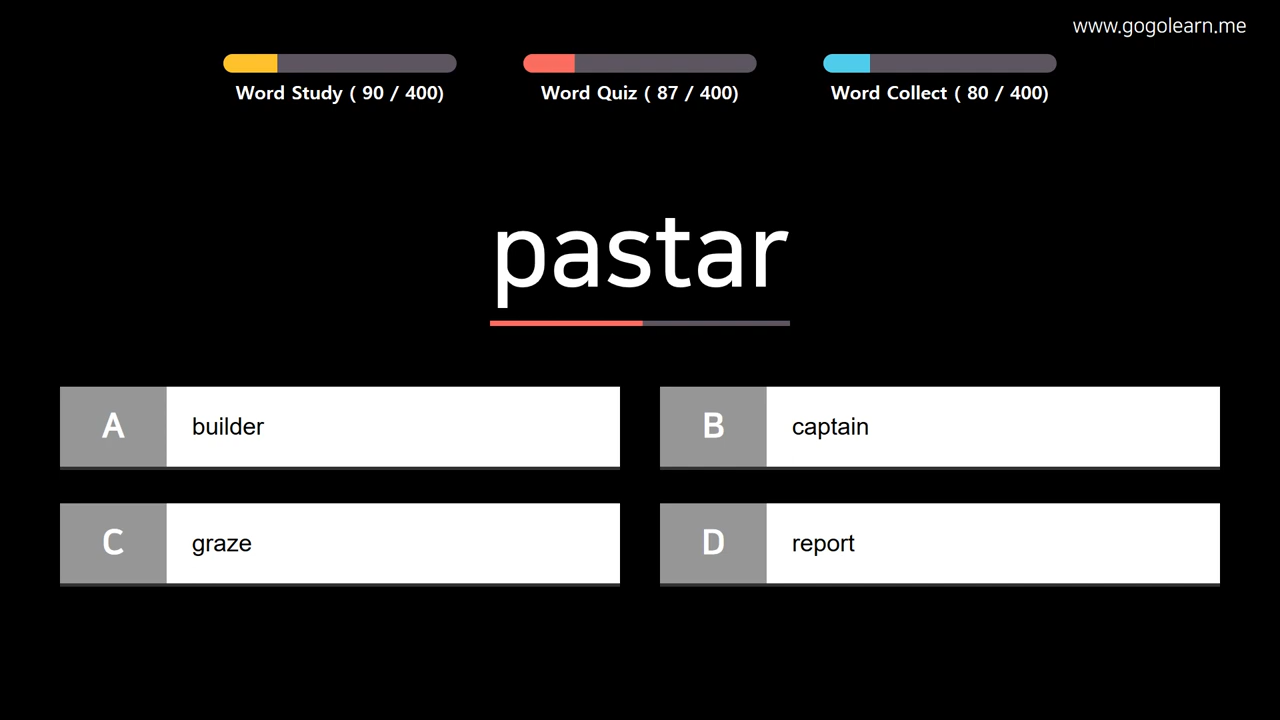 www.gogolearn.me
Word Study ( 90 / 400)
Word Quiz ( 87 / 400)
Word Collect ( 80 / 400)
pastar
A builder
B captain
C graze
D report